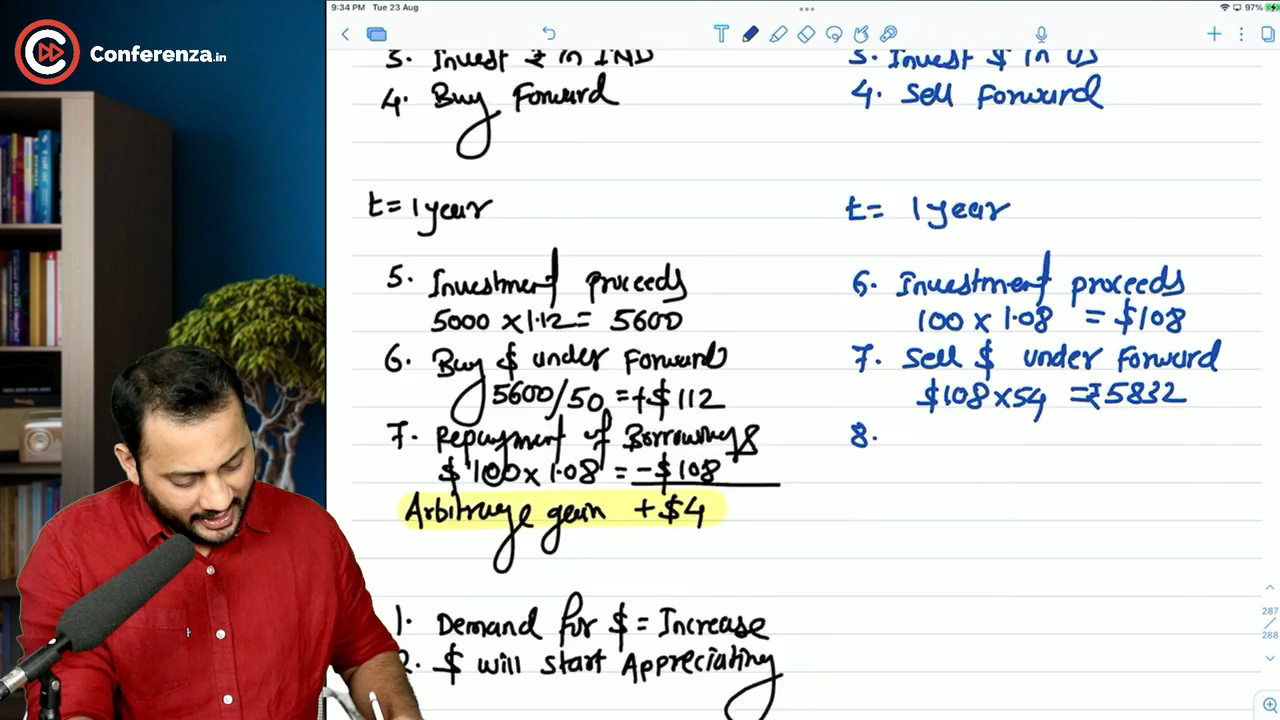 9:34 PM Tue 23 Aug
97%
Conferenza.in
3. Invest ₹ in IND
4. Buy Forward
t= 1 year
5. Investment proceeds
5000 x 1.12 = 5600
6. Buy $ under Forward
5600/50 = +$ 112
7. Repayment of Borrowings
$ 100 x 1.08 = -$108
Arbitrage gain +$4
1. Demand for $ = Increase
2. $ will start Appreciating
3. Invest $ in US
4. Sell Forward
t= 1 year
6. Investment proceeds
100 x 1.08 = $108
7. Sell $ under Forward
$108 x 54 = ₹5832
8.
287
288